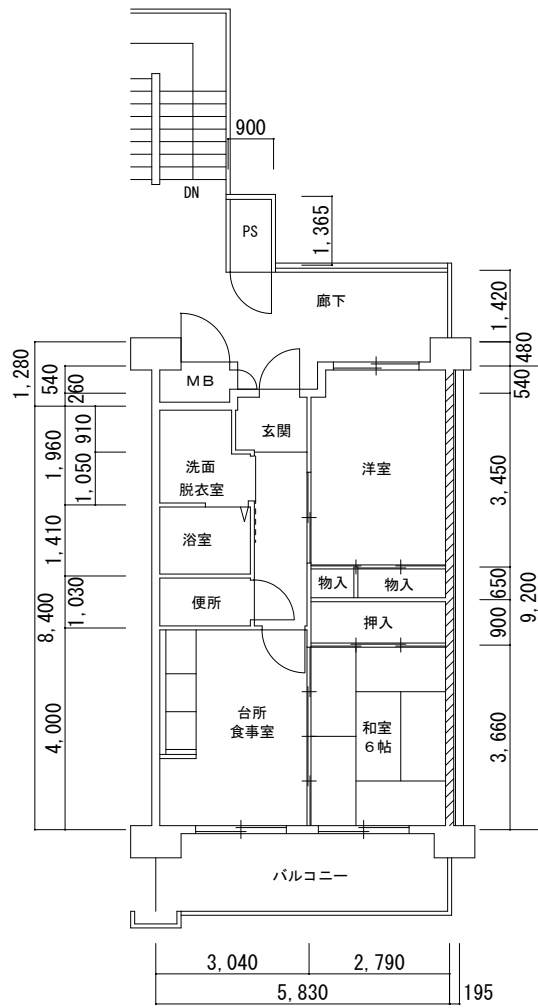 900
DN
PS
1,365
廊下
1,420
480
540
1,280
540
260
MB
玄関
910
1,960
1,050
洗面
脱衣室
洋室
3,450
浴室
1,410
物入
物入
650
便所
1,030
押入
900
8,400
9,200
台所
食事室
和室
6帖
4,000
3,660
バルコニー
3,040
2,790
5,830
195